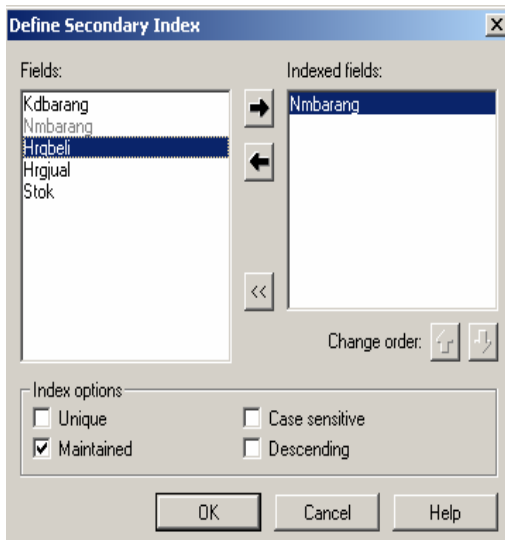 Define Secondary Index
Fields:
Indexed fields:
Kdbarang
Nmbarang
Hrgbeli
Hrgjual
Stok
Nmbarang
<<
Change order:
Index options
Unique
Case sensitive
Maintained
Descending
OK
Cancel
Help